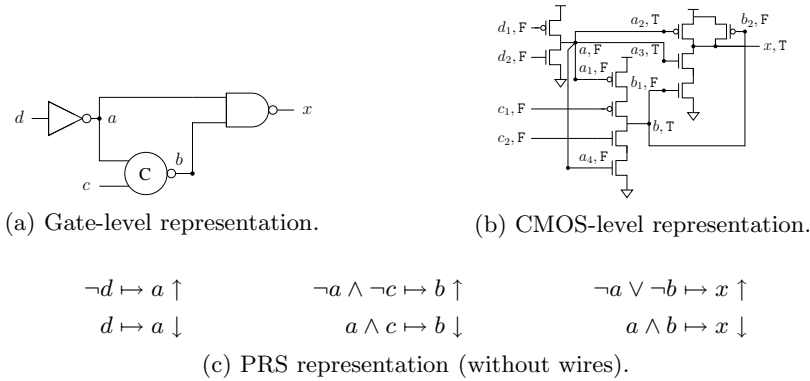 d
a
x
C
b
c
(a) Gate-level representation.
d₁, F
a₂, T
b₂, F
d₂, F
a, F
a₃, T
x, T
a₁, F
b₁, F
c₁, F
b, T
c₂, F
a₄, F
(b) CMOS-level representation.
¬d ↦ a ↑
d ↦ a ↓
¬a ∧ ¬c ↦ b ↑
a ∧ c ↦ b ↓
¬a ∨ ¬b ↦ x ↑
a ∧ b ↦ x ↓
(c) PRS representation (without wires).